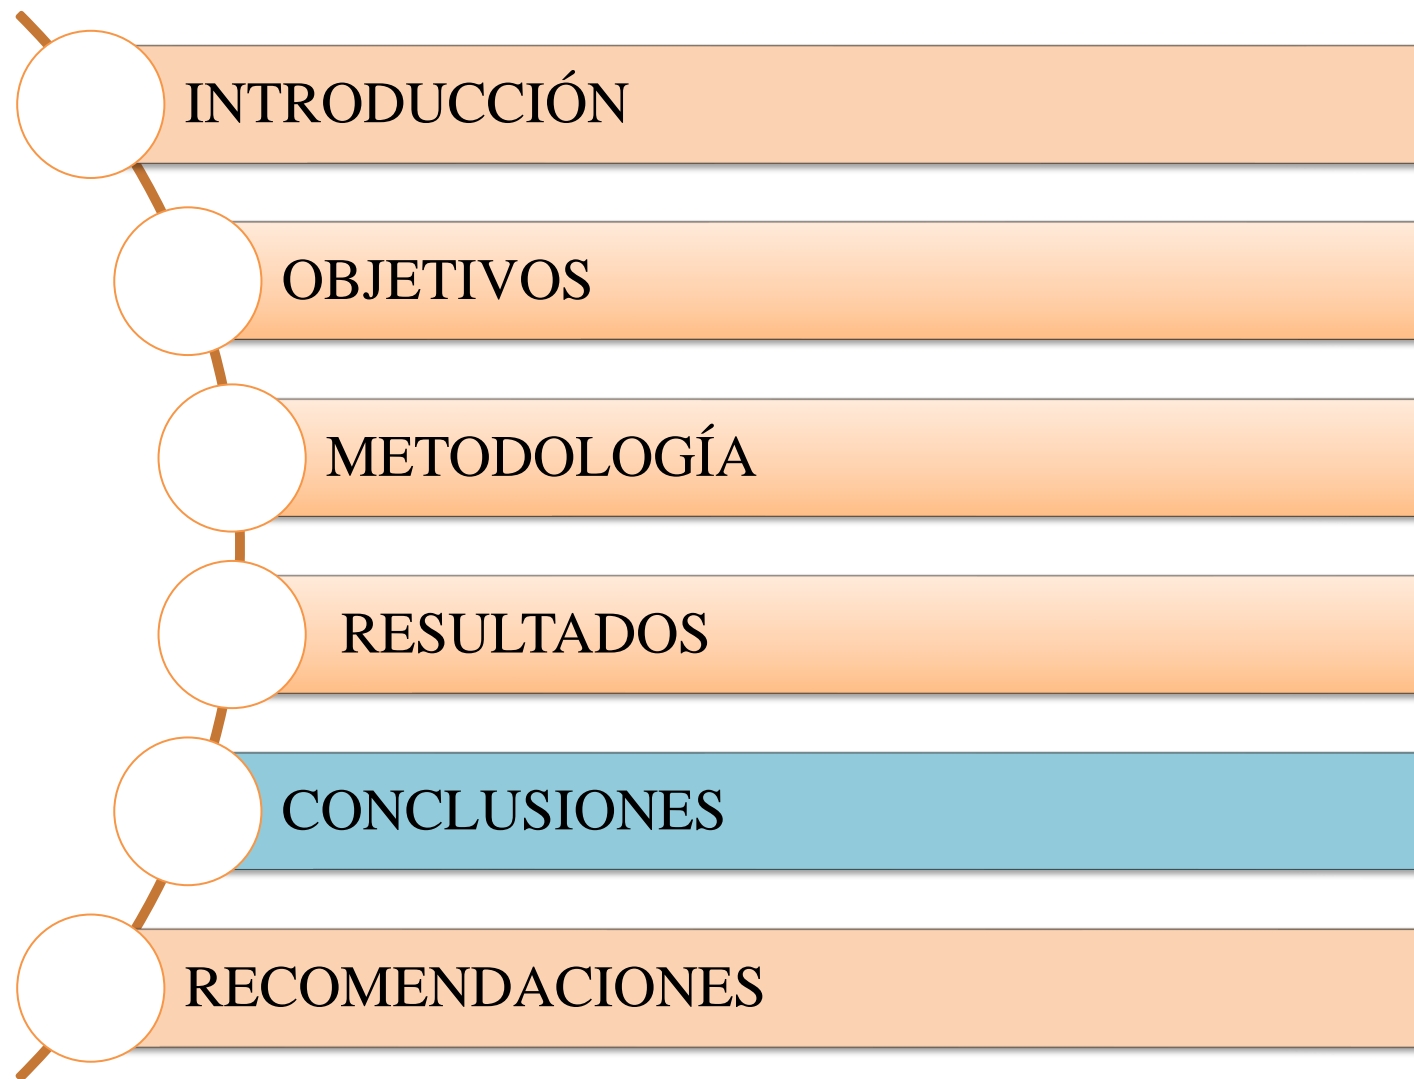 INTRODUCCIÓN
OBJETIVOS
METODOLOGÍA
RESULTADOS
CONCLUSIONES
RECOMENDACIONES